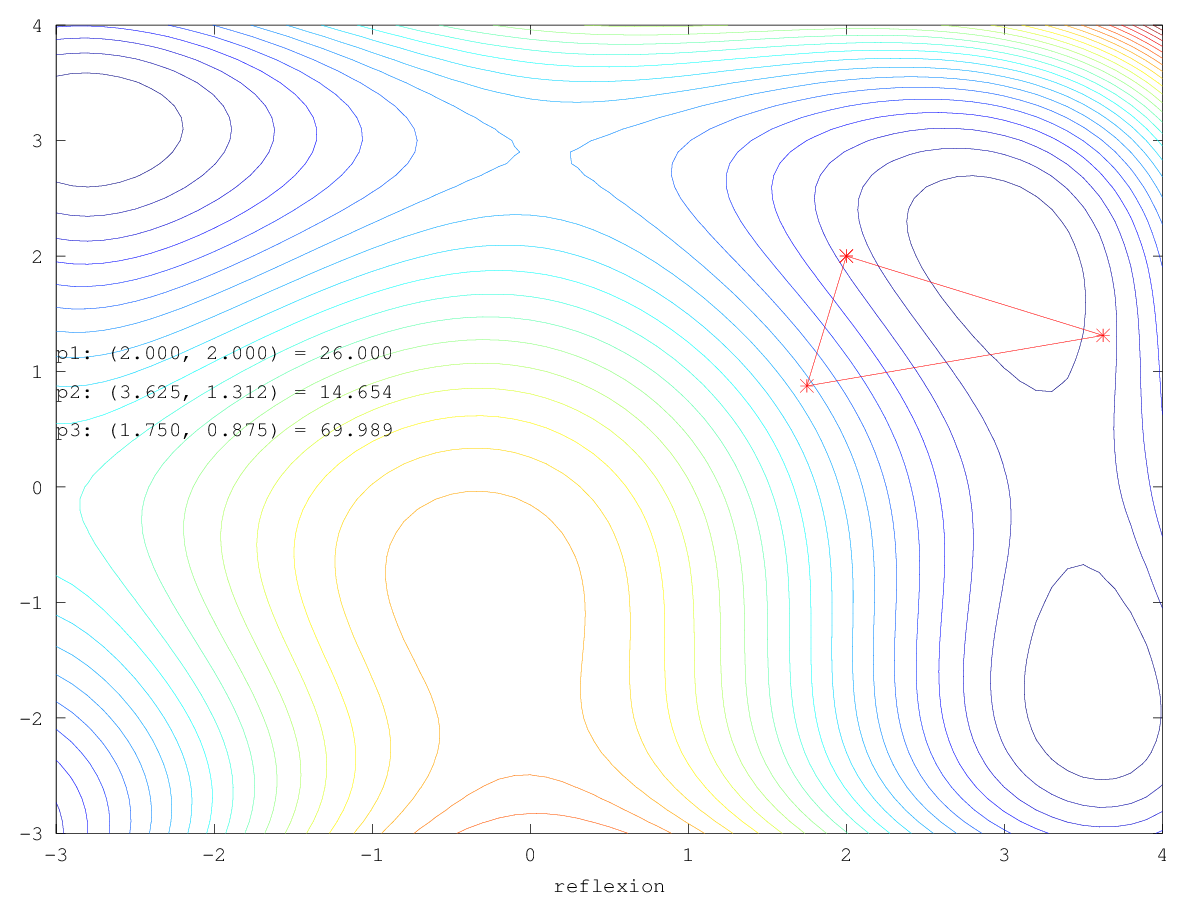 4
3
2
p1: (2.000, 2.000) = 26.000
1
p2: (3.625, 1.312) = 14.654
p3: (1.750, 0.875) = 69.989
0
-1
-2
-3
-3 -2 -1 0 1 2 3 4
reflexion